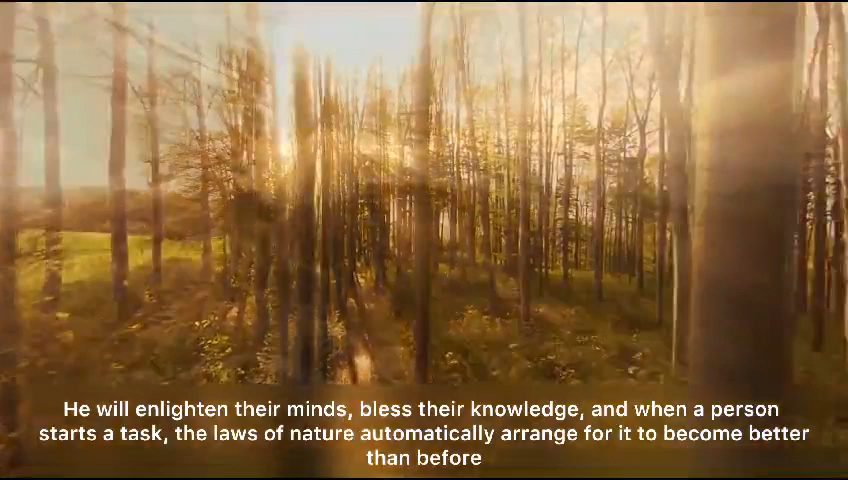 He will enlighten their minds, bless their knowledge, and when a person
starts a task, the laws of nature automatically arrange for it to become better
than before